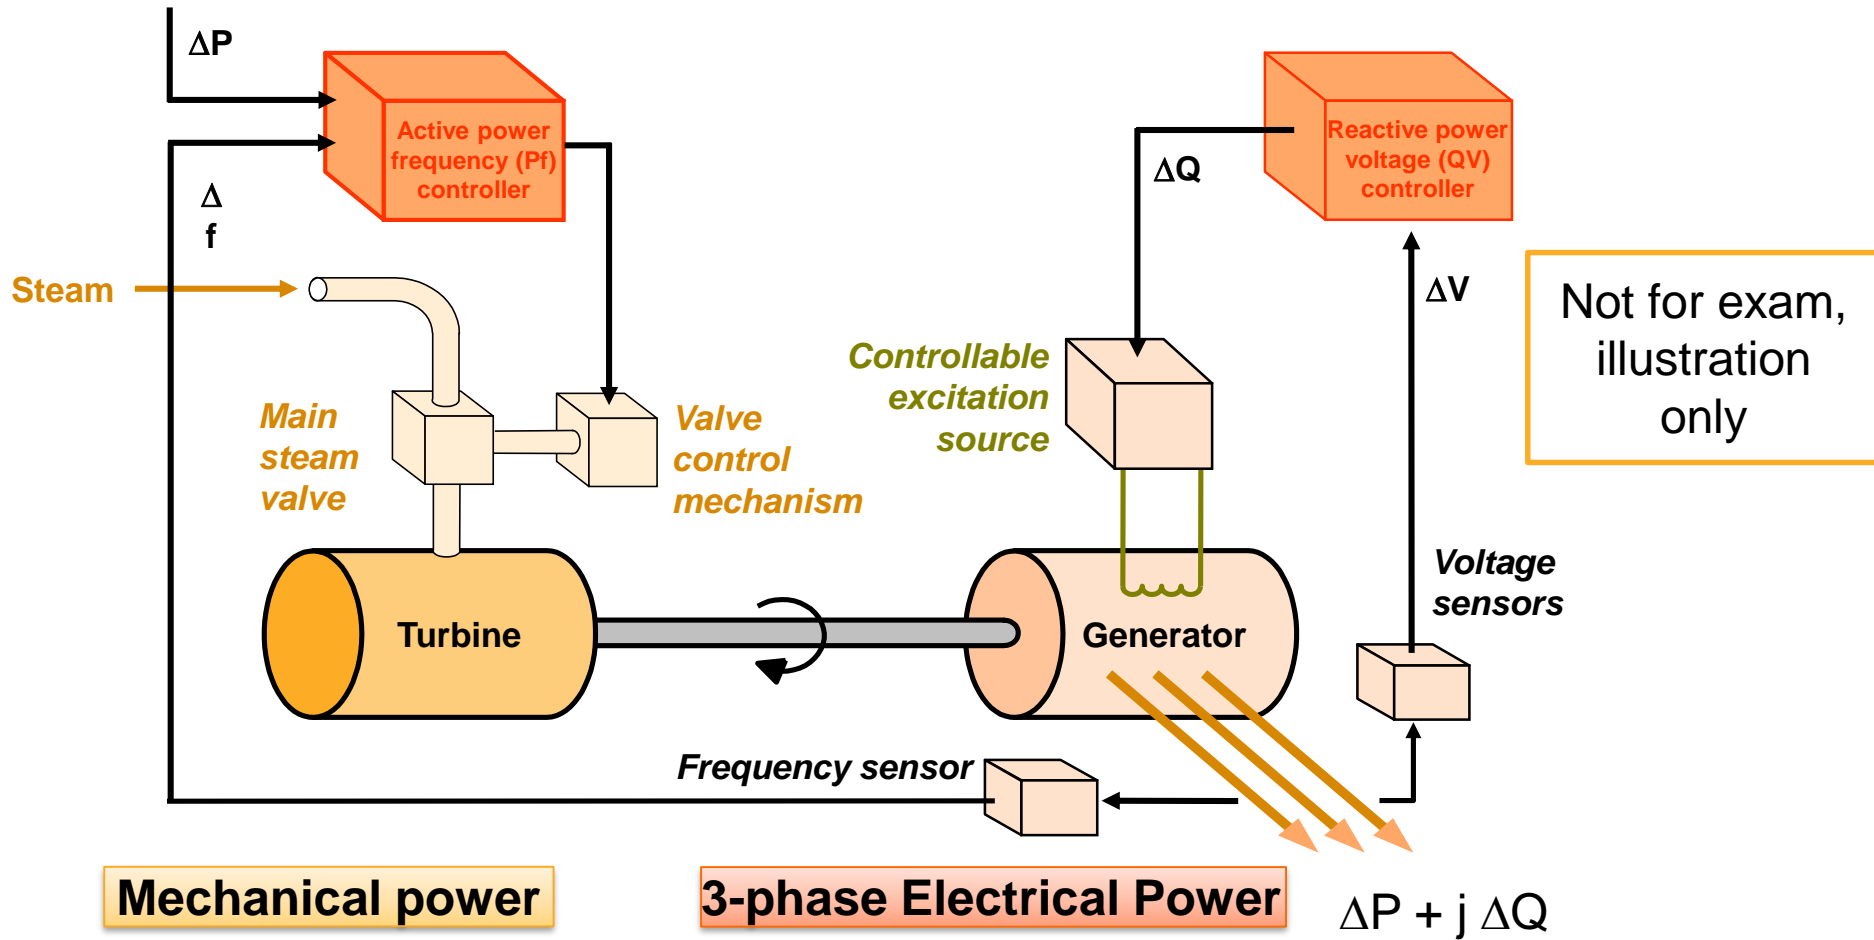 ΔP
Active power
frequency (Pf)
controller
Δ
f
Reactive power
voltage (QV)
controller
ΔQ
ΔV
Steam
Not for exam,
illustration
only
Main
steam
valve
Valve
control
mechanism
Controllable
excitation
source
Voltage
sensors
Turbine
Generator
Frequency sensor
Mechanical power
3-phase Electrical Power
ΔP + j ΔQ